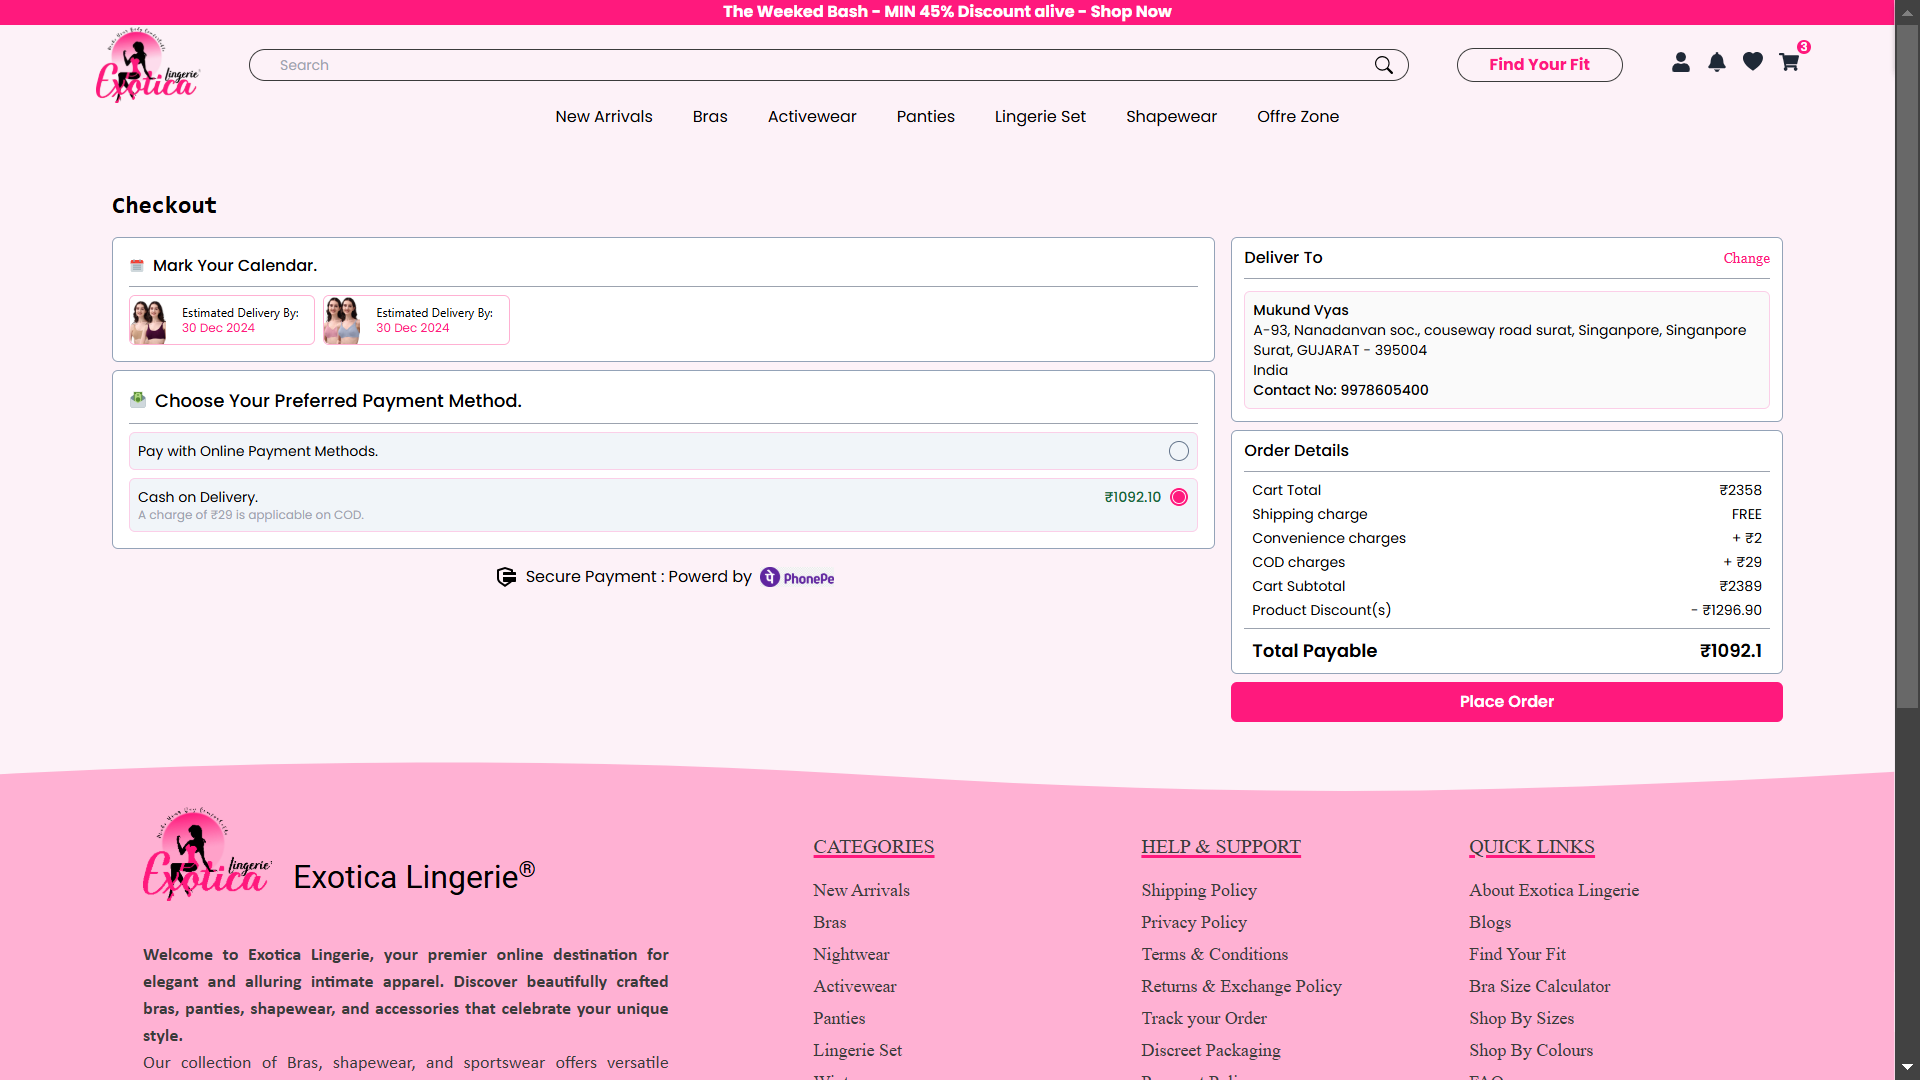 The Weeked Bash - MIN 45% Discount alive - Shop Now
Exotica
lingerie
Search
Find Your Fit
3
New Arrivals
Bras
Activewear
Panties
Lingerie Set
Shapewear
Offre Zone
Checkout
Mark Your Calendar.
Estimated Delivery By:
30 Dec 2024
Estimated Delivery By:
30 Dec 2024
Choose Your Preferred Payment Method.
Pay with Online Payment Methods.
Cash on Delivery.
₹1092.10
A charge of ₹29 is applicable on COD.
Secure Payment : Powerd by PhonePe
Deliver To
Change
Mukund Vyas
A-93, Nanadanvan soc., couseway road surat, Singanpore, Singanpore
Surat, GUJARAT - 395004
India
Contact No: 9978605400
Order Details
Cart Total ₹2358
Shipping charge FREE
Convenience charges + ₹2
COD charges + ₹29
Cart Subtotal ₹2389
Product Discount(s) - ₹1296.90
Total Payable ₹1092.1
Place Order
Exotica
lingerie
Exotica Lingerie®
Welcome to Exotica Lingerie, your premier online destination for
elegant and alluring intimate apparel. Discover beautifully crafted
bras, panties, shapewear, and accessories that celebrate your unique
style.
Our collection of Bras, shapewear, and sportswear offers versatile
CATEGORIES
New Arrivals
Bras
Nightwear
Activewear
Panties
Lingerie Set
HELP & SUPPORT
Shipping Policy
Privacy Policy
Terms & Conditions
Returns & Exchange Policy
Track your Order
Discreet Packaging
QUICK LINKS
About Exotica Lingerie
Blogs
Find Your Fit
Bra Size Calculator
Shop By Sizes
Shop By Colours
FAQ